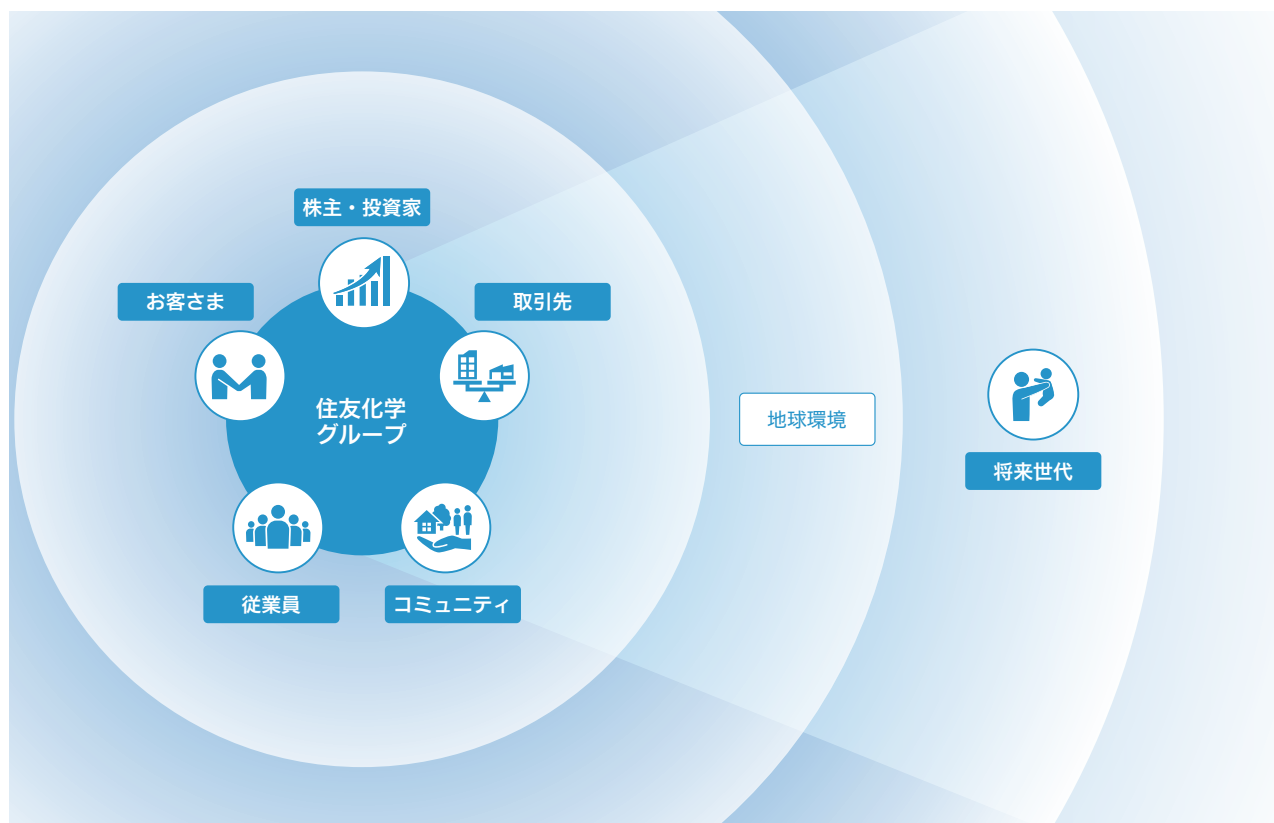 株主・投資家
お客さま
取引先
住友化学
グループ
地球環境
将来世代
従業員
コミュニティ